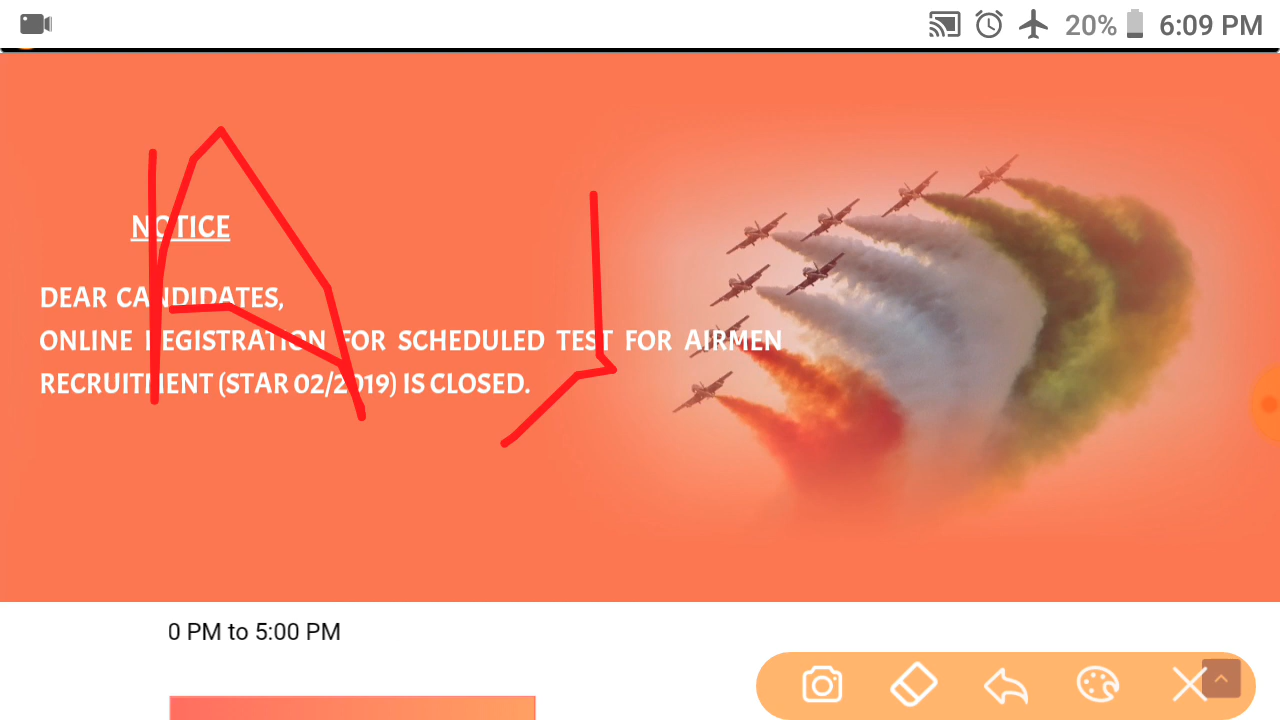 20% 6:09 PM
NOTICE
DEAR CANDIDATES,
ONLINE REGISTRATION FOR SCHEDULED TEST FOR AIRMEN
RECRUITMENT (STAR 02/2019) IS CLOSED.
0 PM to 5:00 PM